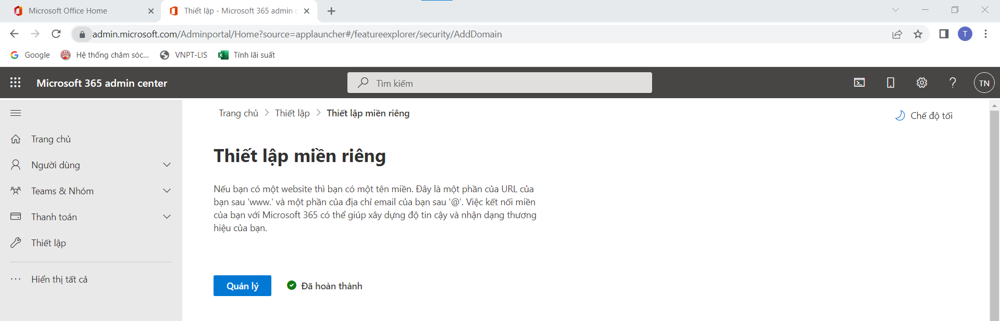 Microsoft Office Home
Thiết lập - Microsoft 365 admin c
admin.microsoft.com/Adminportal/Home?source=applauncher#/featureexplorer/security/AddDomain
T
Google
Hệ thống chăm sóc...
VNPT-LIS
Tính lãi suất
Microsoft 365 admin center
Tìm kiếm
TN
Trang chủ
Người dùng
Teams & Nhóm
Thanh toán
Thiết lập
Hiển thị tất cả
Trang chủ > Thiết lập > Thiết lập miền riêng
Chế độ tối
Thiết lập miền riêng
Nếu bạn có một website thì bạn có một tên miền. Đây là một phần của URL của
bạn sau 'www.' và một phần của địa chỉ email của bạn sau '@'. Việc kết nối miền
của bạn với Microsoft 365 có thể giúp xây dựng độ tin cậy và nhận dạng thương
hiệu của bạn.
Quản lý
Đã hoàn thành